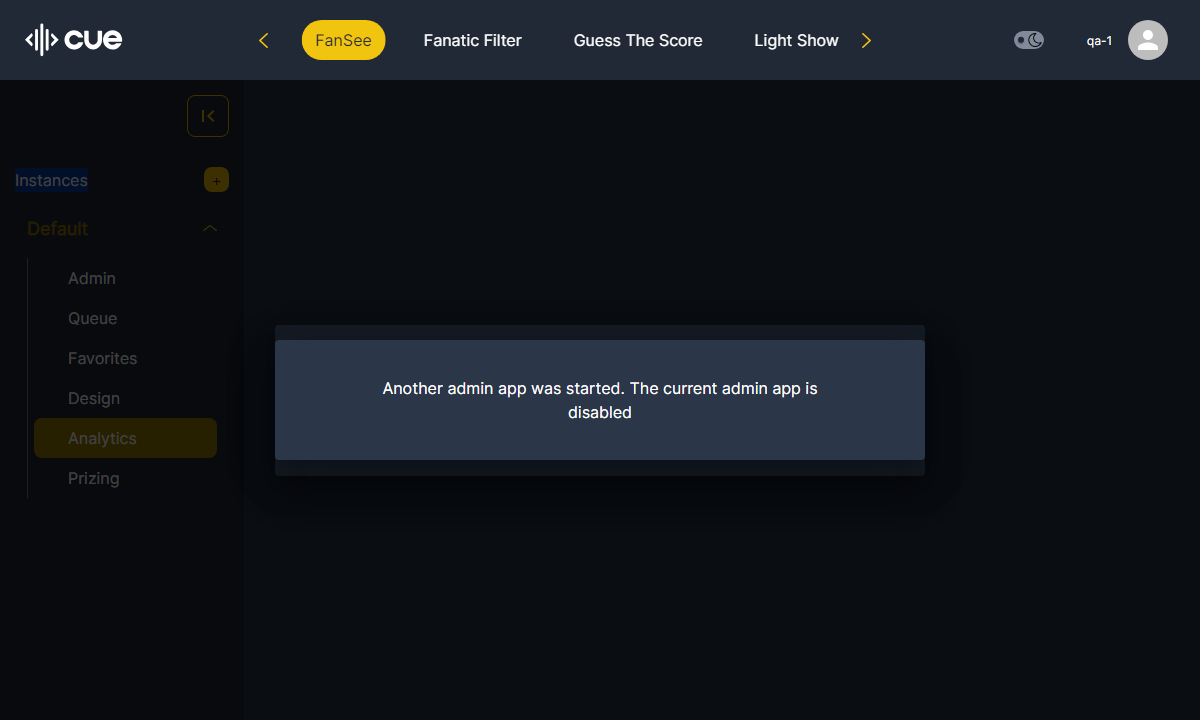 cue
FanSee
Fanatic Filter
Guess The Score
Light Show
qa-1
Instances
+
Default
Admin
Queue
Favorites
Design
Analytics
Prizing
Another admin app was started. The current admin app is
disabled